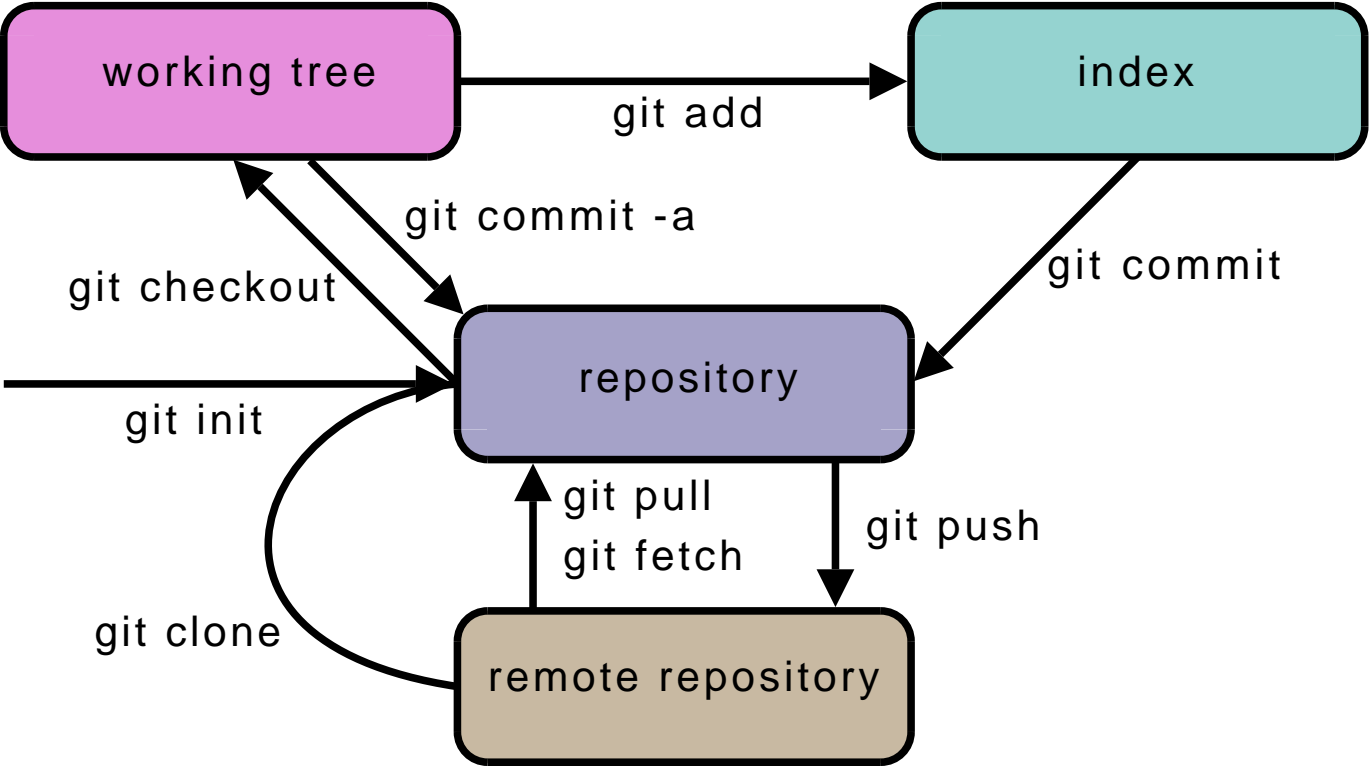 working tree
index
git add
git commit -a
git commit
git checkout
repository
git init
git pull
git fetch
git push
git clone
remote repository